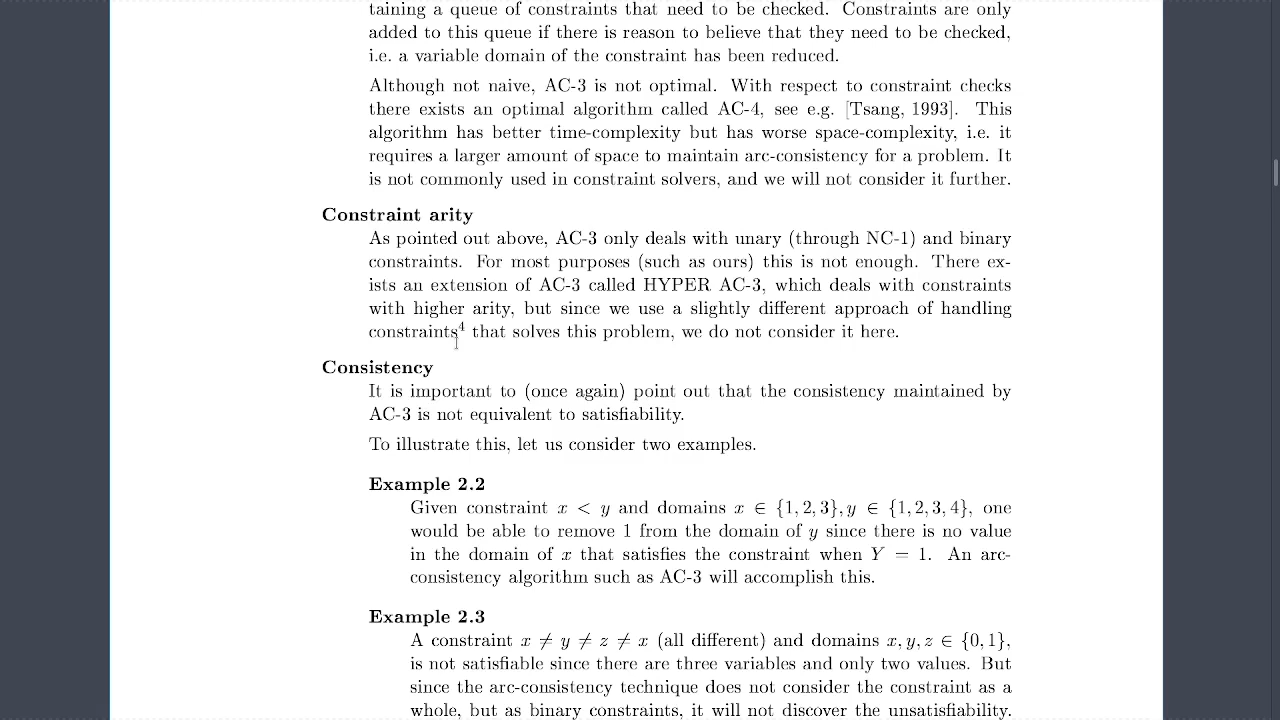 taining a queue of constraints that need to be checked. Constraints are only
added to this queue if there is reason to believe that they need to be checked,
i.e. a variable domain of the constraint has been reduced.
Although not naive, AC-3 is not optimal. With respect to constraint checks
there exists an optimal algorithm called AC-4, see e.g. [Tsang, 1993]. This
algorithm has better time-complexity but has worse space-complexity, i.e. it
requires a larger amount of space to maintain arc-consistency for a problem. It
is not commonly used in constraint solvers, and we will not consider it further.
Constraint arity
As pointed out above, AC-3 only deals with unary (through NC-1) and binary
constraints. For most purposes (such as ours) this is not enough. There ex-
ists an extension of AC-3 called HYPER AC-3, which deals with constraints
with higher arity, but since we use a slightly different approach of handling
constraints⁴ that solves this problem, we do not consider it here.
Consistency
It is important to (once again) point out that the consistency maintained by
AC-3 is not equivalent to satisfiability.
To illustrate this, let us consider two examples.
Example 2.2
Given constraint x < y and domains x ∈ {1, 2, 3}, y ∈ {1, 2, 3, 4}, one
would be able to remove 1 from the domain of y since there is no value
in the domain of x that satisfies the constraint when Y = 1. An arc-
consistency algorithm such as AC-3 will accomplish this.
Example 2.3
A constraint x ≠ y ≠ z ≠ x (all different) and domains x, y, z ∈ {0, 1},
is not satisfiable since there are three variables and only two values. But
since the arc-consistency technique does not consider the constraint as a
whole, but as binary constraints, it will not discover the unsatisfiability.